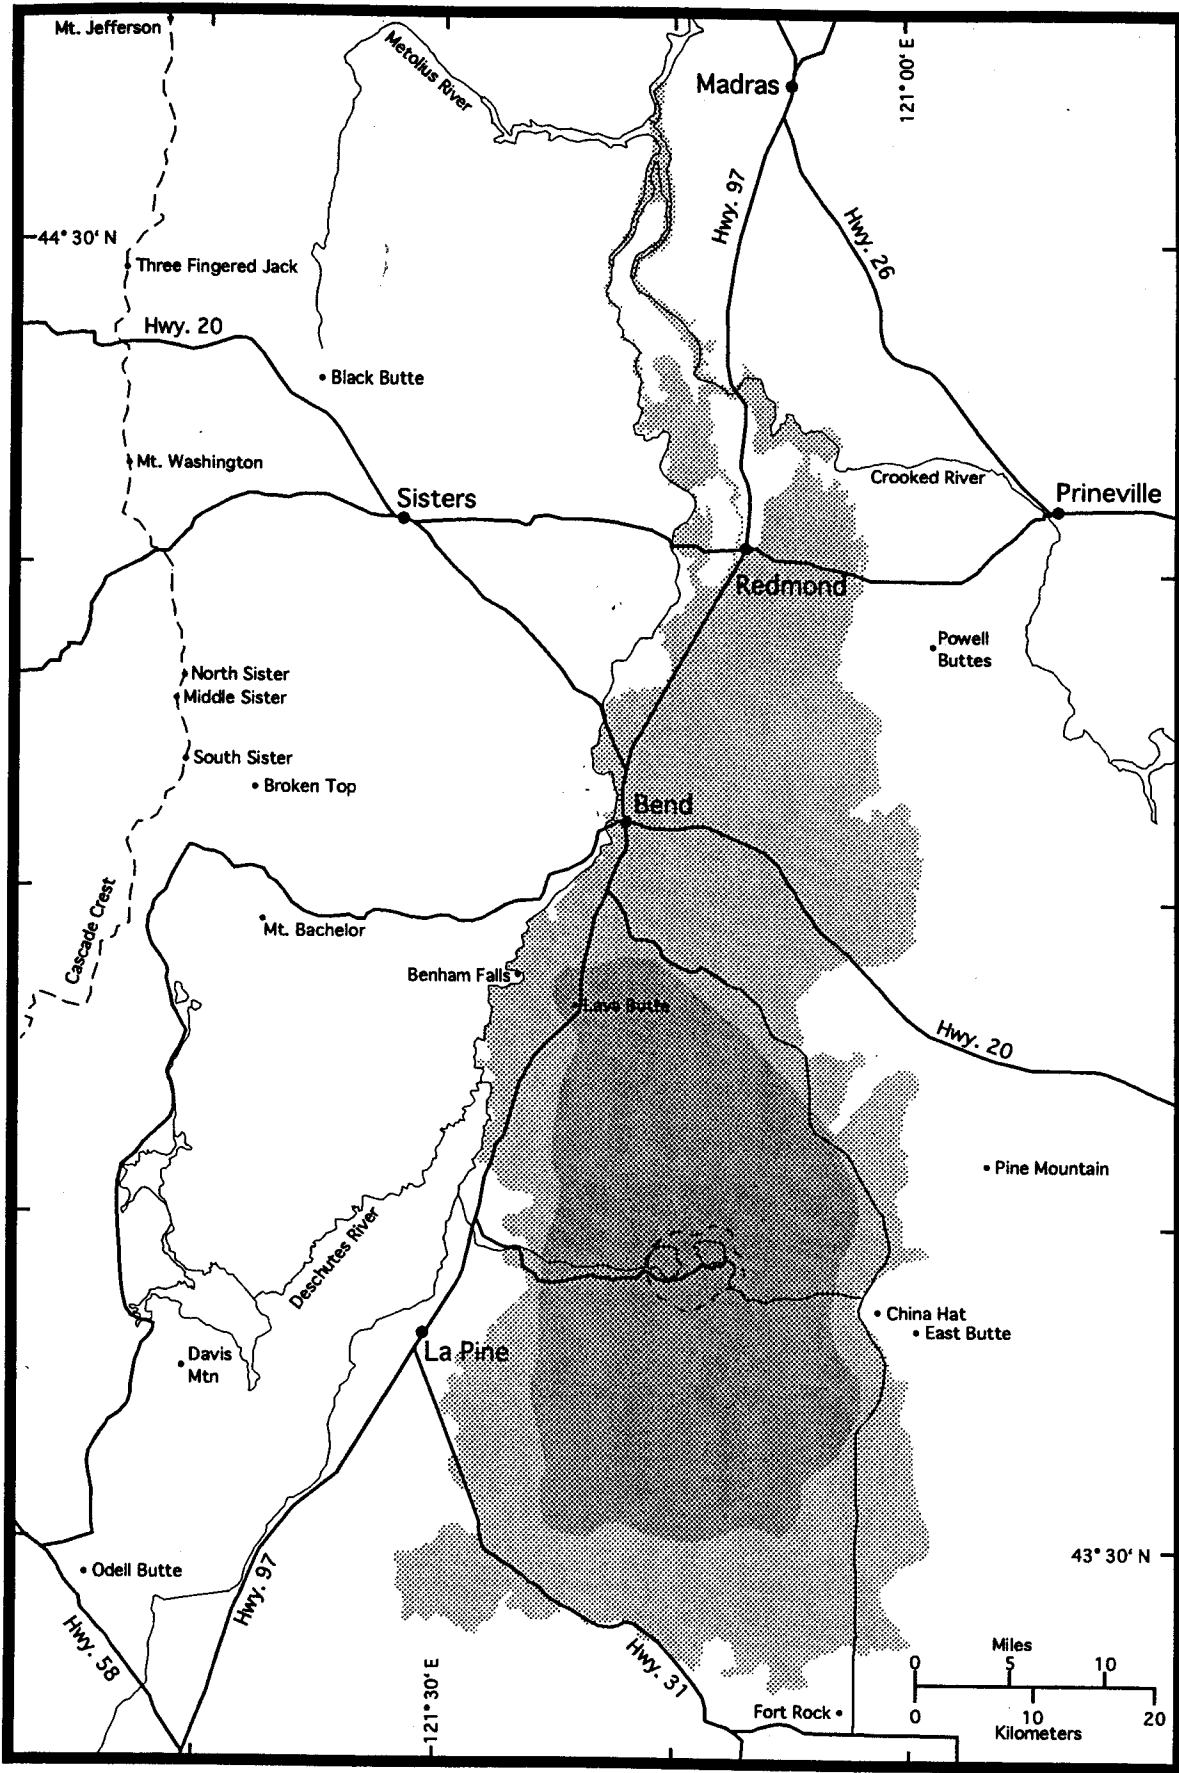 Mt. Jefferson
Metolius River
Madras
121° 00' E
Hwy. 97
Hwy. 26
44° 30' N
Three Fingered Jack
Hwy. 20
Black Butte
Mt. Washington
Crooked River
Sisters
Prineville
Redmond
Powell
Buttes
North Sister
Middle Sister
South Sister
Broken Top
Bend
Cascade Crest
Mt. Bachelor
Benham Falls
Lava Butte
Hwy. 20
Pine Mountain
Deschutes River
China Hat
East Butte
La Pine
Davis
Mtn
43° 30' N
Odell Butte
Hwy. 97
Hwy. 58
121° 30' E
Hwy. 31
Fort Rock
Miles
0 5 10
0 10 20
Kilometers